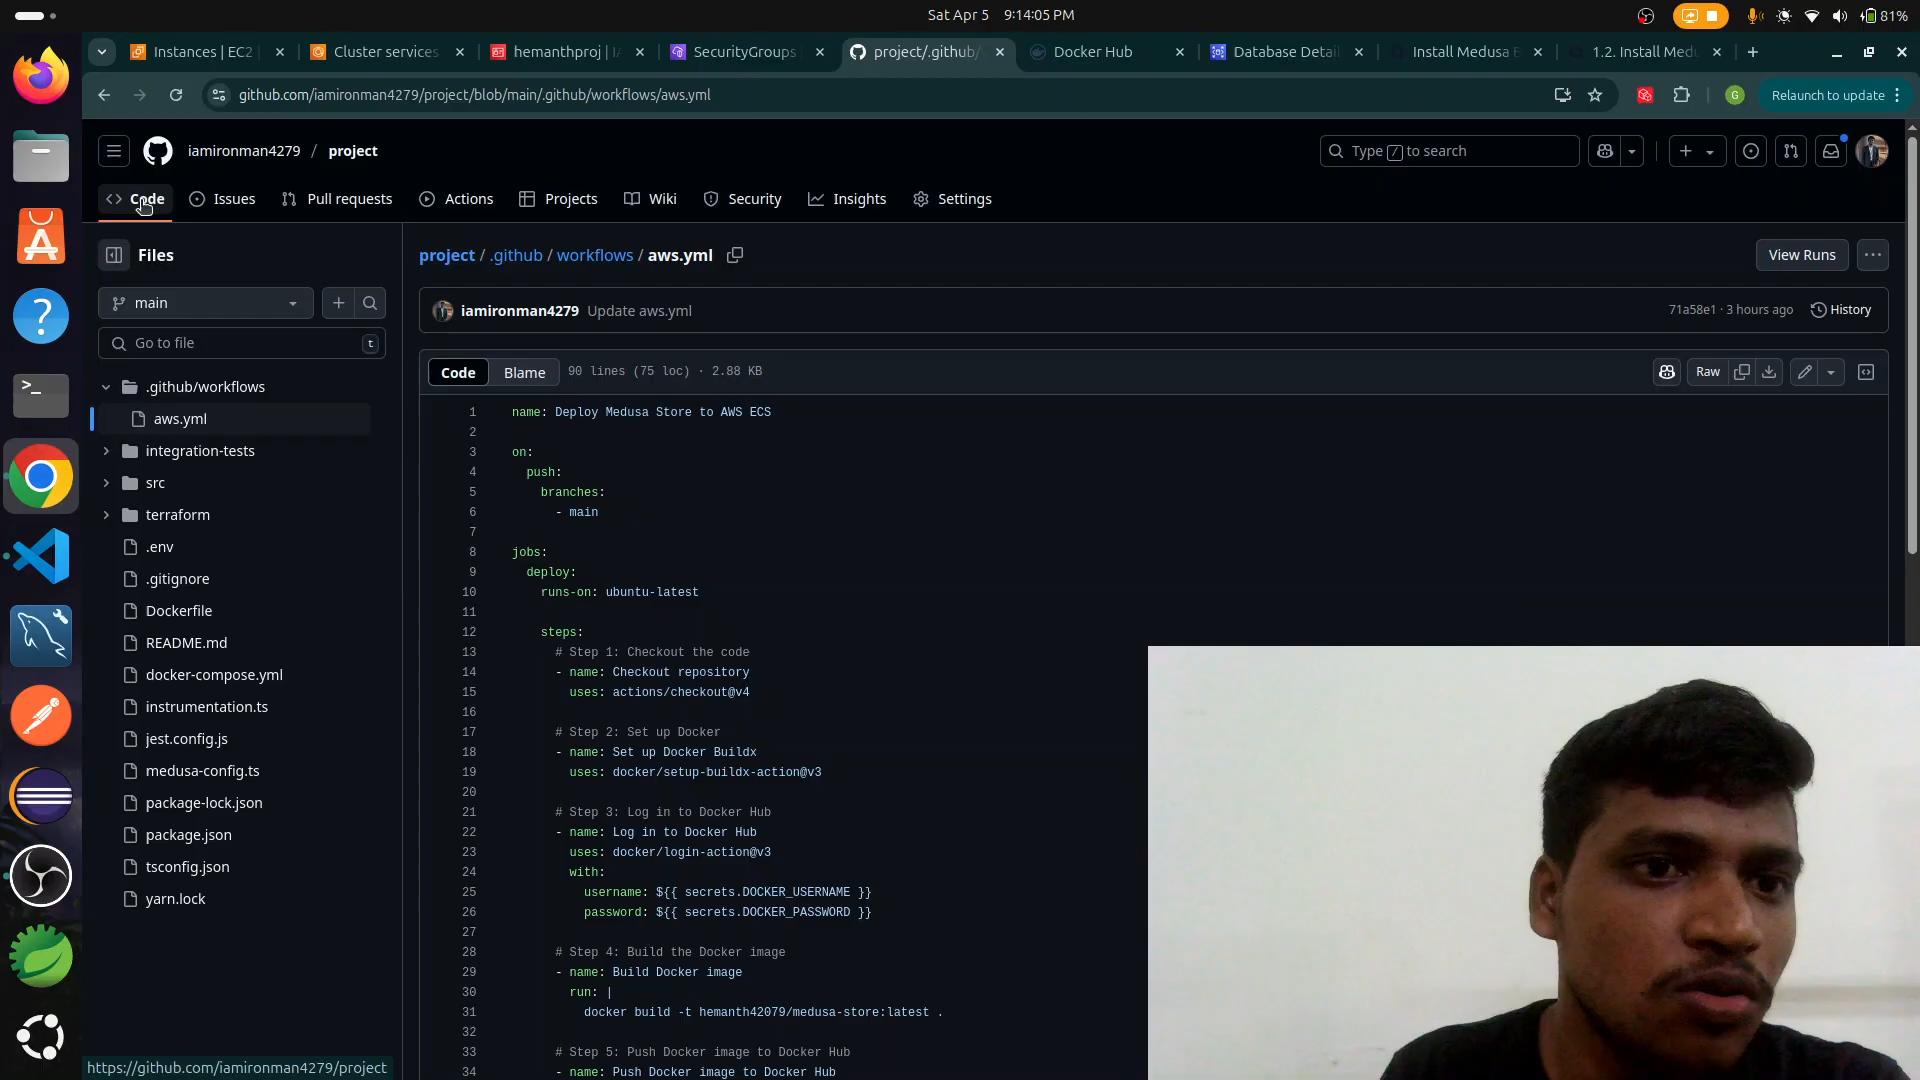 Sat Apr 5 9:14:05 PM
81%
Instances | EC2
Cluster services
hemanthproj | IA
SecurityGroups
project/.github/
Docker Hub
Database Detai
Install Medusa B
1.2. Install Medu
github.com/iamironman4279/project/blob/main/.github/workflows/aws.yml
G
Relaunch to update
iamironman4279 / project
Type / to search
Code
Issues
Pull requests
Actions
Projects
Wiki
Security
Insights
Settings
Files
project / .github / workflows / aws.yml
View Runs
main
iamironman4279 Update aws.yml
71a58e1 · 3 hours ago
History
Go to file
t
Code
Blame
90 lines (75 loc) · 2.88 KB
Raw
.github/workflows
aws.yml
integration-tests
src
terraform
.env
.gitignore
Dockerfile
README.md
docker-compose.yml
instrumentation.ts
jest.config.js
medusa-config.ts
package-lock.json
package.json
tsconfig.json
yarn.lock
1 name: Deploy Medusa Store to AWS ECS
2
3 on:
4 push:
5 branches:
6 - main
7
8 jobs:
9 deploy:
10 runs-on: ubuntu-latest
11
12 steps:
13 # Step 1: Checkout the code
14 - name: Checkout repository
15 uses: actions/checkout@v4
16
17 # Step 2: Set up Docker
18 - name: Set up Docker Buildx
19 uses: docker/setup-buildx-action@v3
20
21 # Step 3: Log in to Docker Hub
22 - name: Log in to Docker Hub
23 uses: docker/login-action@v3
24 with:
25 username: ${{ secrets.DOCKER_USERNAME }}
26 password: ${{ secrets.DOCKER_PASSWORD }}
27
28 # Step 4: Build the Docker image
29 - name: Build Docker image
30 run: |
31 docker build -t hemanth42079/medusa-store:latest .
32
33 # Step 5: Push Docker image to Docker Hub
34 - name: Push Docker image to Docker Hub
https://github.com/iamironman4279/project